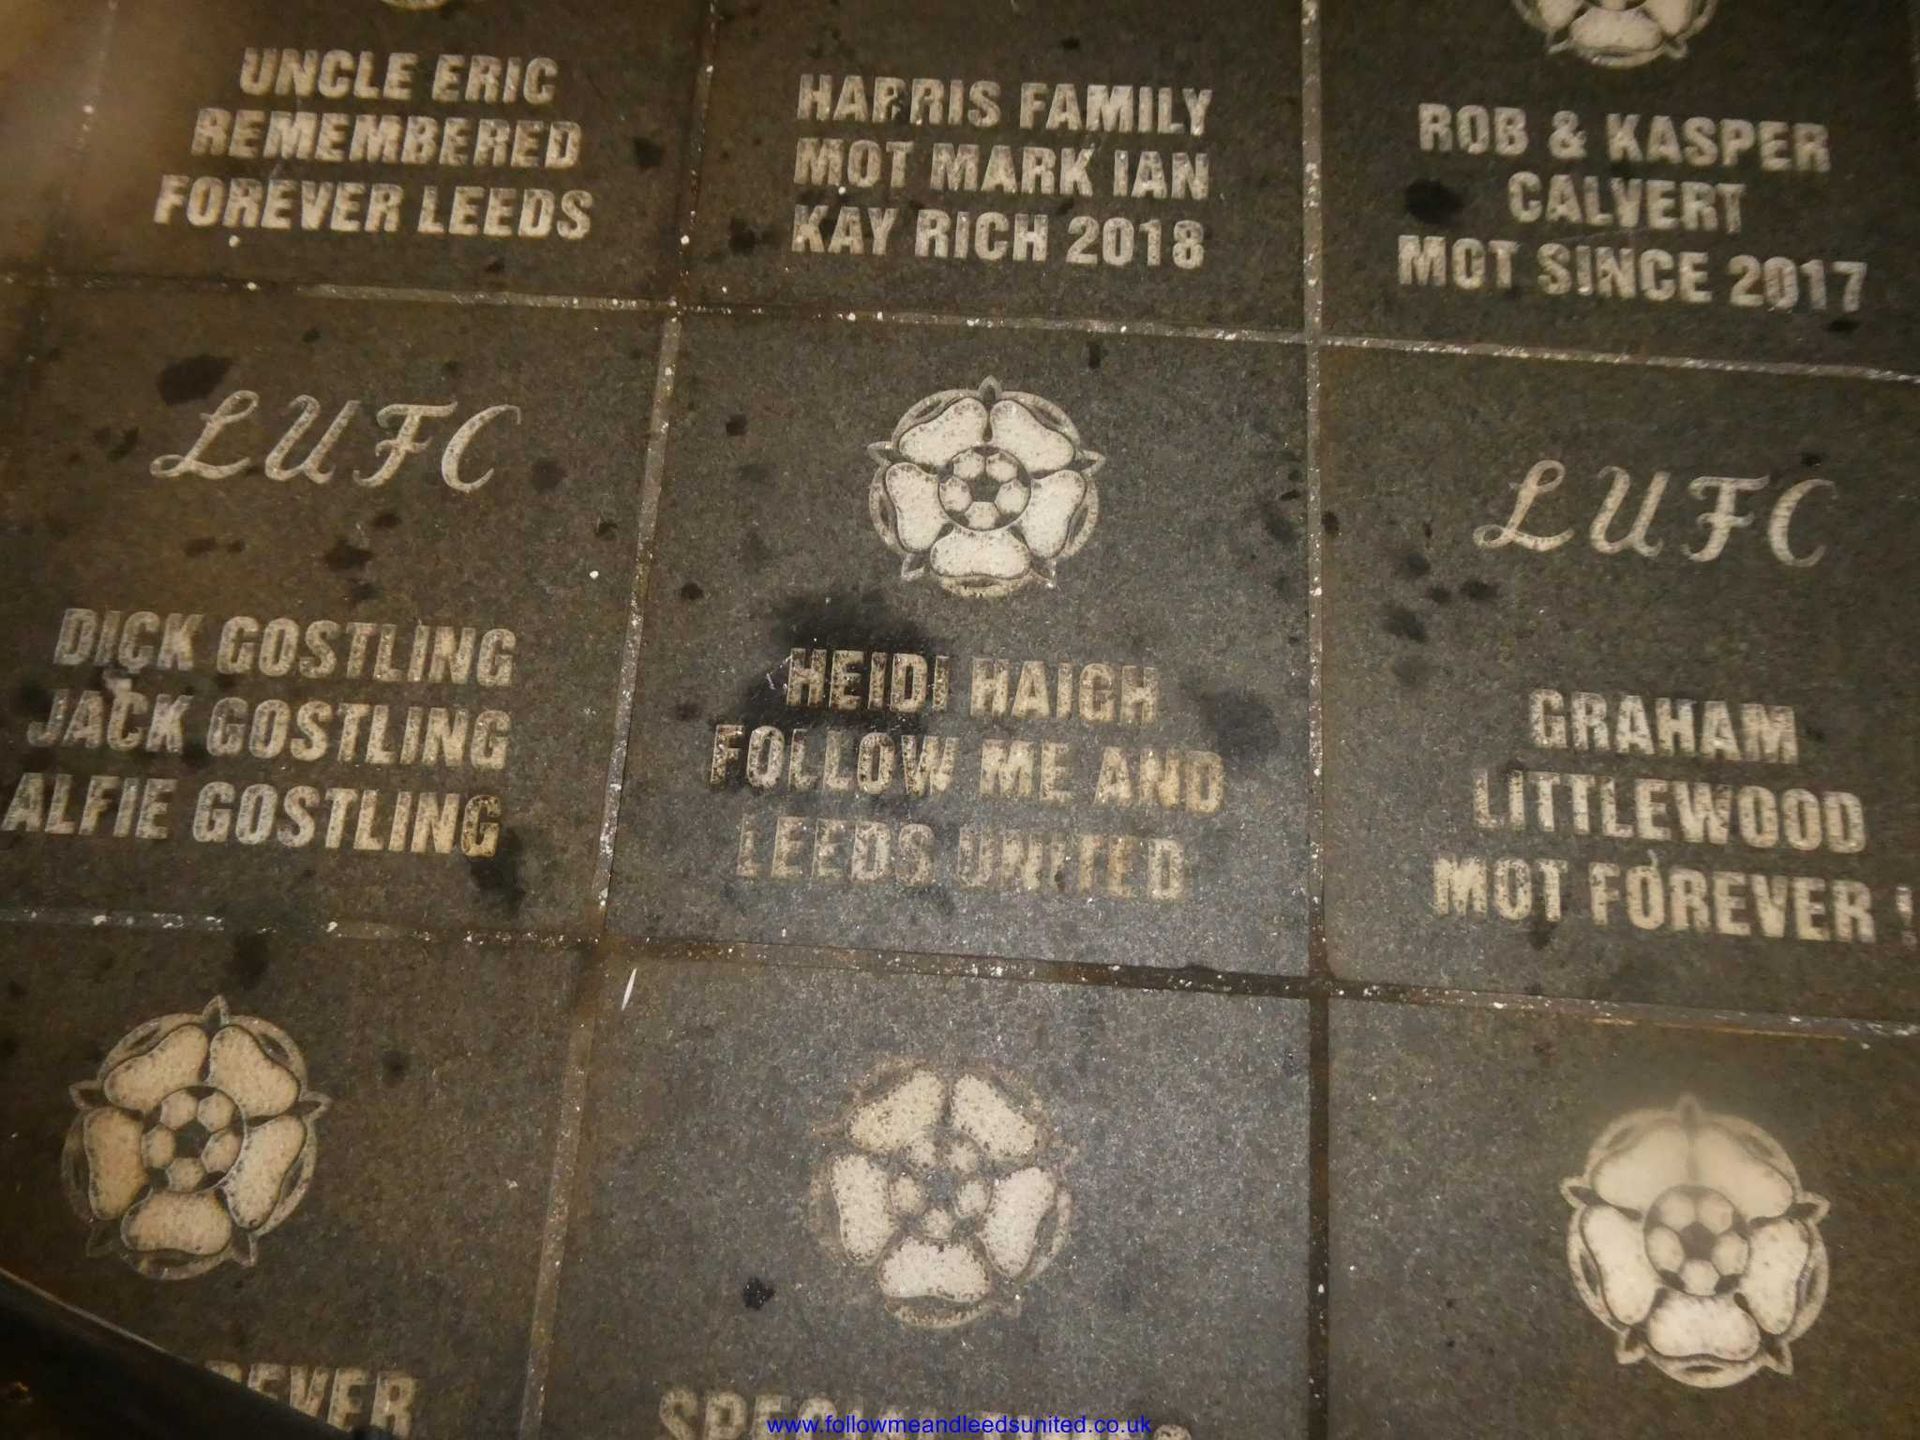 UNCLE ERIC
REMEMBERED
FOREVER LEEDS
HARRIS FAMILY
MOT MARK IAN
KAY RICH 2018
ROB & KASPER
CALVERT
MOT SINCE 2017
LUFC
DICK GOSTLING
JACK GOSTLING
ALFIE GOSTLING
HEIDI HAIGH
FOLLOW ME AND
LEEDS UNITED
LUFC
GRAHAM
LITTLEWOOD
MOT FOREVER !
EVER
www.followmeandleedsunited.co.uk